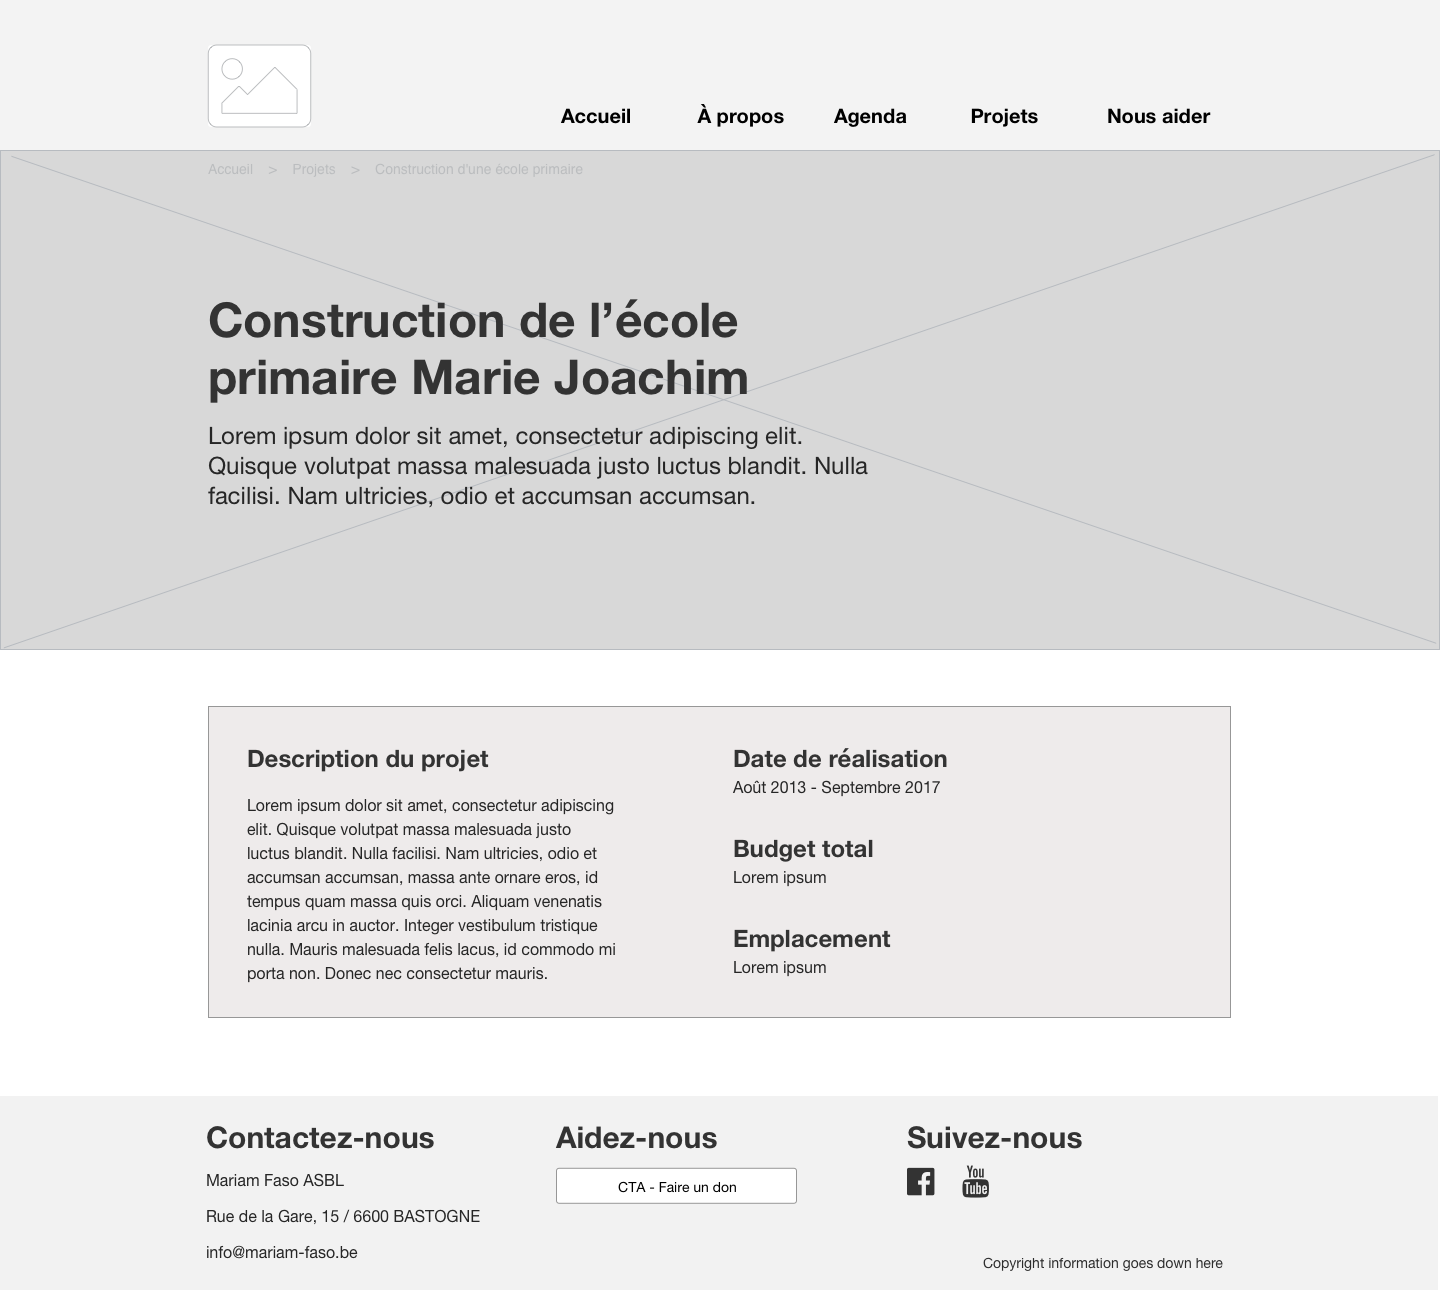 Accueil À propos Agenda Projets Nous aider
Accueil > Projets > Construction d'une école primaire
Construction de l’école
primaire Marie Joachim
Lorem ipsum dolor sit amet, consectetur adipiscing elit.
Quisque volutpat massa malesuada justo luctus blandit. Nulla
facilisi. Nam ultricies, odio et accumsan accumsan.
Description du projet
Lorem ipsum dolor sit amet, consectetur adipiscing
elit. Quisque volutpat massa malesuada justo
luctus blandit. Nulla facilisi. Nam ultricies, odio et
accumsan accumsan, massa ante ornare eros, id
tempus quam massa quis orci. Aliquam venenatis
lacinia arcu in auctor. Integer vestibulum tristique
nulla. Mauris malesuada felis lacus, id commodo mi
porta non. Donec nec consectetur mauris.
Date de réalisation
Août 2013 - Septembre 2017
Budget total
Lorem ipsum
Emplacement
Lorem ipsum
Contactez-nous
Mariam Faso ASBL
Rue de la Gare, 15 / 6600 BASTOGNE
info@mariam-faso.be
Aidez-nous
CTA - Faire un don
Suivez-nous
You
Tube
Copyright information goes down here